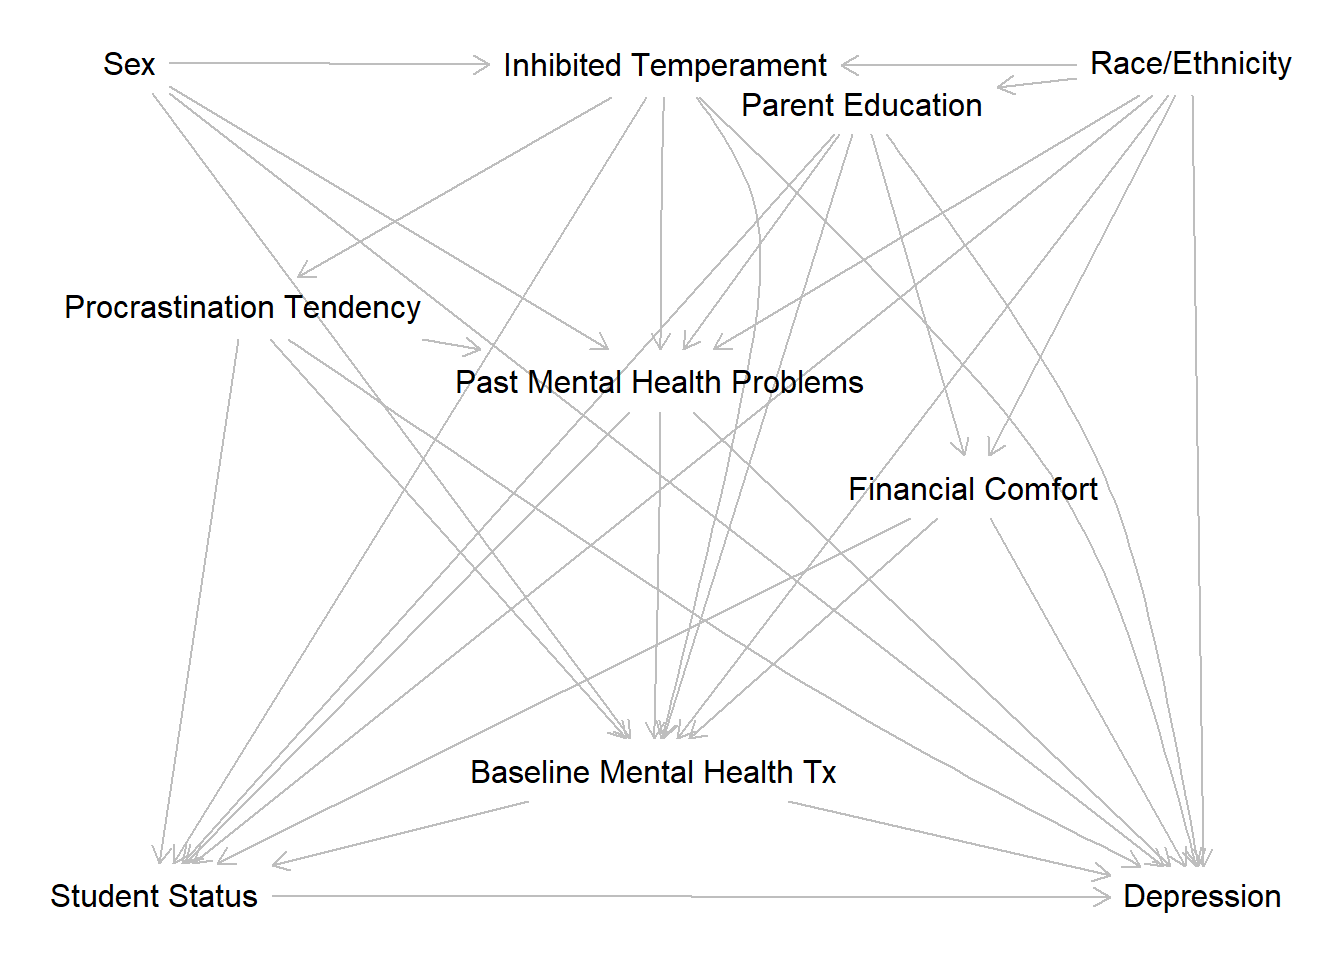 Sex
Inhibited Temperament
Race/Ethnicity
Parent Education
Procrastination Tendency
Past Mental Health Problems
Financial Comfort
Baseline Mental Health Tx
Student Status
Depression